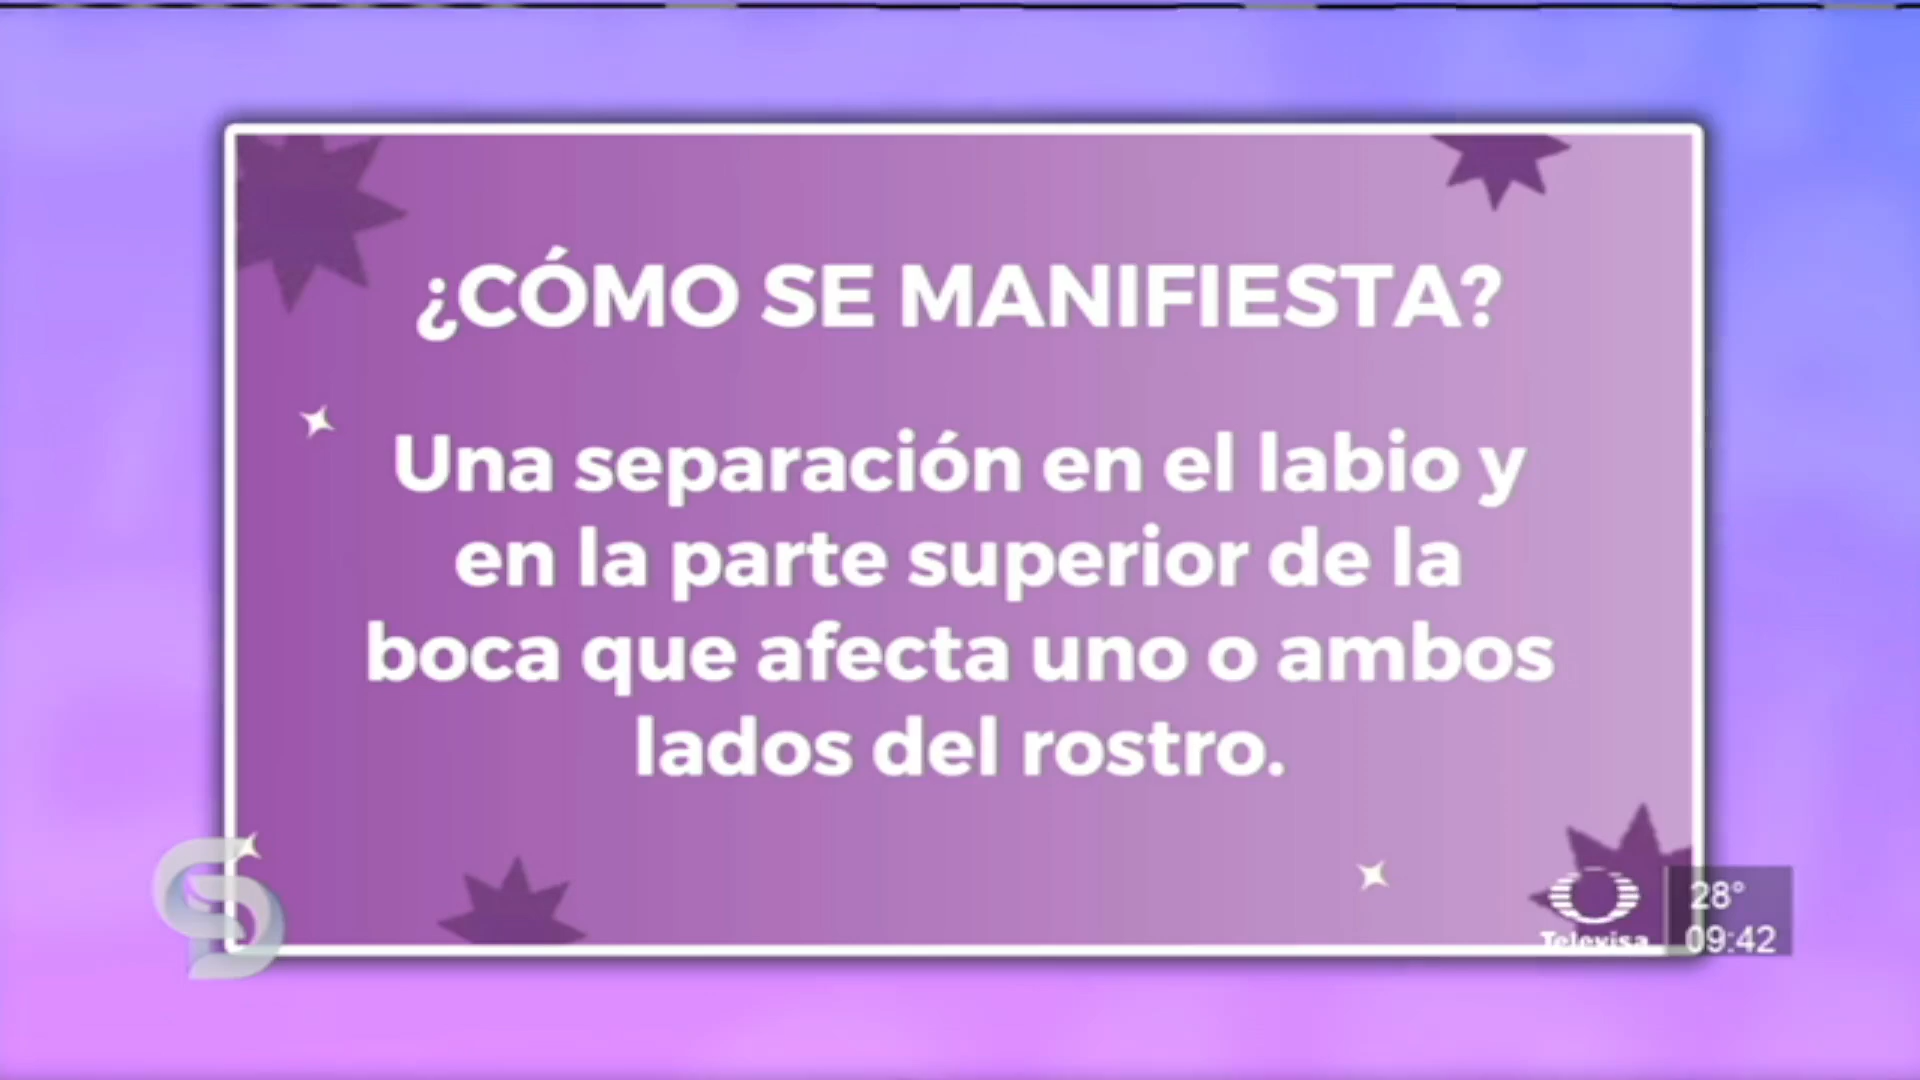 ¿CÓMO SE MANIFIESTA?
Una separación en el labio y
en la parte superior de la
boca que afecta uno o ambos
lados del rostro.
Televisa
28°
09:42